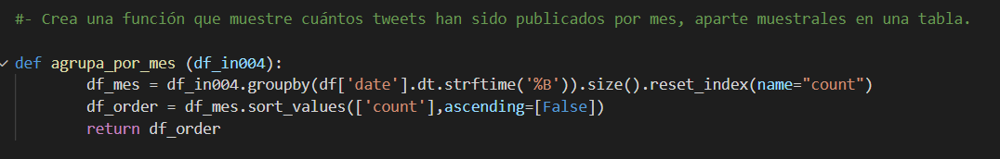 #- Crea una función que muestre cuántos tweets han sido publicados por mes, aparte muestrales en una tabla.
def agrupa_por_mes (df_in004):
df_mes = df_in004.groupby(df['date'].dt.strftime('%B')).size().reset_index(name="count")
df_order = df_mes.sort_values(['count'],ascending=[False])
return df_order